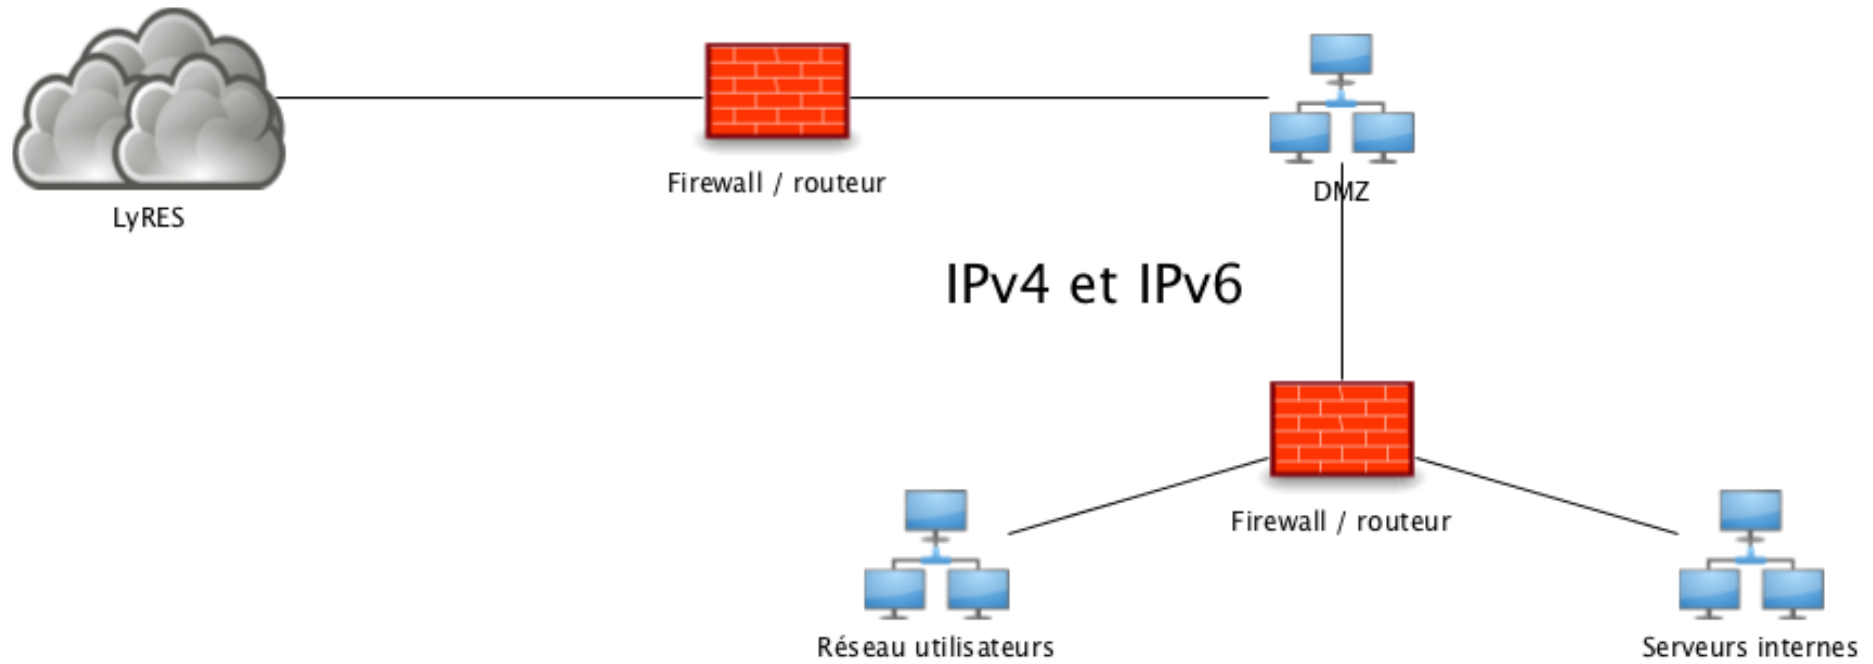 LyRES
Firewall / routeur
DMZ
IPv4 et IPv6
Firewall / routeur
Réseau utilisateurs
Serveurs internes